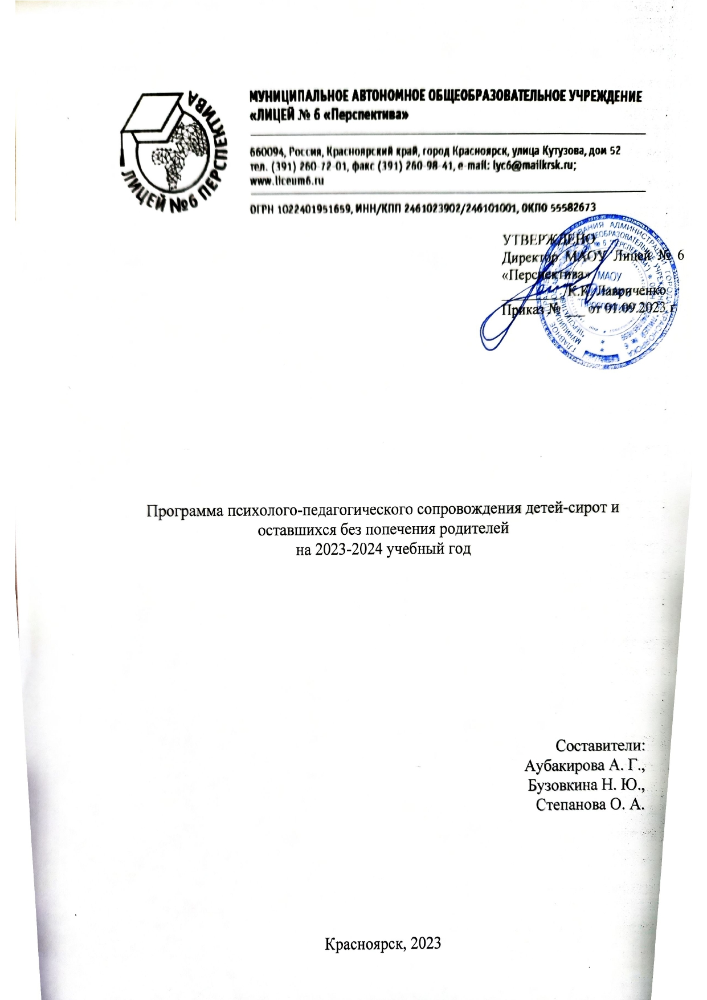 ЛИЦЕЙ №6 ПЕРСПЕКТИВА
МУНИЦИПАЛЬНОЕ АВТОНОМНОЕ ОБЩЕОБРАЗОВАТЕЛЬНОЕ УЧРЕЖДЕНИЕ
«ЛИЦЕЙ № 6 «Перспектива»
660094, Россия, Красноярский край, город Красноярск, улица Кутузова, дом 52
тел. (391) 260-72-01, факс (391) 260-98-41, e-mail: lyc6@mailkrsk.ru;
www.liceum6.ru
ОГРН 1022401951659, ИНН/КПП 2461023902/246101001, ОКПО 55582673
УТВЕРЖДЕНО
Директор МАОУ Лицей № 6
«Перспектива» МАОУ
К.К. Лавриченко
Приказ № ___ от 01.09.2023 г
Программа психолого-педагогического сопровождения детей-сирот и
оставшихся без попечения родителей
на 2023-2024 учебный год
Составители:
Аубакирова А. Г.,
Бузовкина Н. Ю.,
Степанова О. А.
Красноярск, 2023